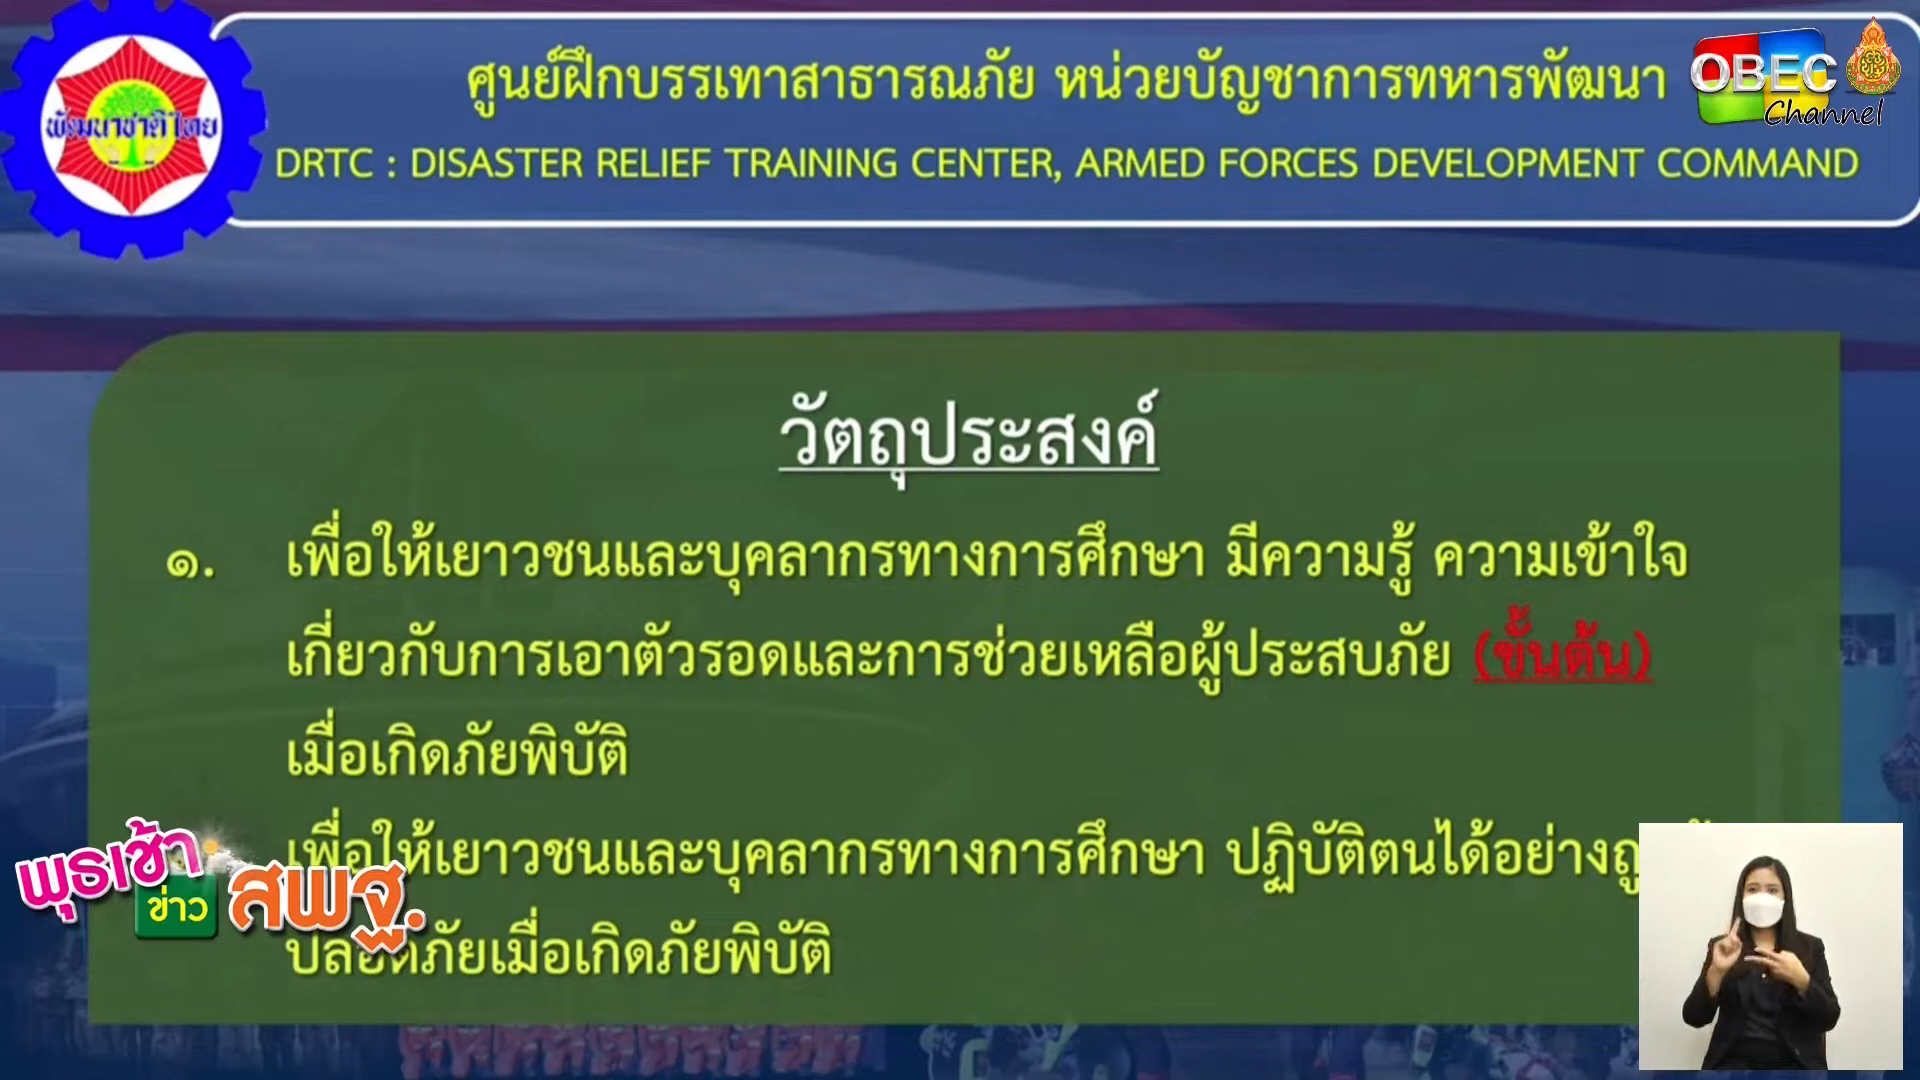 พัฒนาชาติไทย
ศูนย์ฝึกบรรเทาสาธารณภัย หน่วยบัญชาการทหารพัฒนา
OBEC
Channel
DRTC : DISASTER RELIEF TRAINING CENTER, ARMED FORCES DEVELOPMENT COMMAND
วัตถุประสงค์
๑. เพื่อให้เยาวชนและบุคลากรทางการศึกษา มีความรู้ ความเข้าใจ
เกี่ยวกับการเอาตัวรอดและการช่วยเหลือผู้ประสบภัย (ขั้นต้น)
เมื่อเกิดภัยพิบัติ
เพื่อให้เยาวชนและบุคลากรทางการศึกษา ปฏิบัติตนได้อย่าง
ปลอดภัยเมื่อเกิดภัยพิบัติ
พุธเช้า
ข่าว
สพฐ.